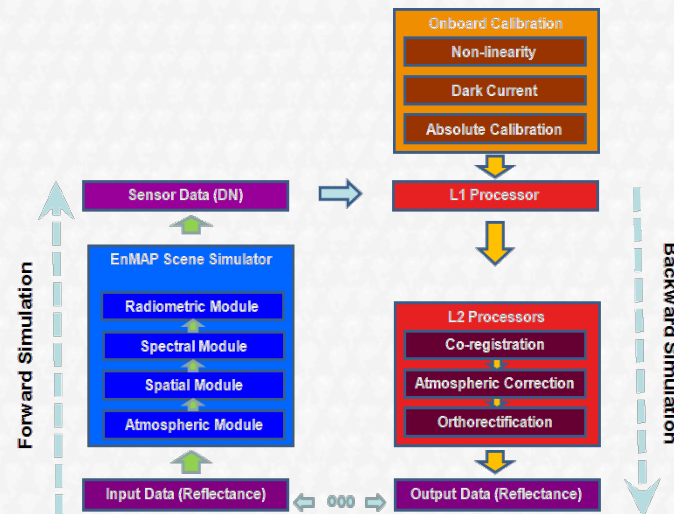 Onboard Calibration
Non-linearity
Dark Current
Absolute Calibration
Sensor Data (DN)
L1 Processor
EnMAP Scene Simulator
Radiometric Module
Spectral Module
Spatial Module
Atmospheric Module
L2 Processors
Co-registration
Atmospheric Correction
Orthorectification
Input Data (Reflectance)
ooo
Output Data (Reflectance)
Forward Simulation
Backward Simulation